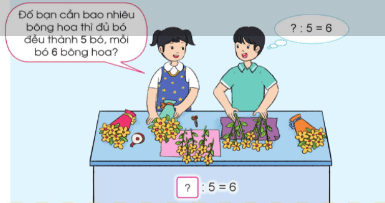 Đố bạn cần bao nhiêu
bông hoa thì đủ bó
đều thành 5 bó, mỗi
bó 6 bông hoa?
? : 5 = 6
? : 5 = 6